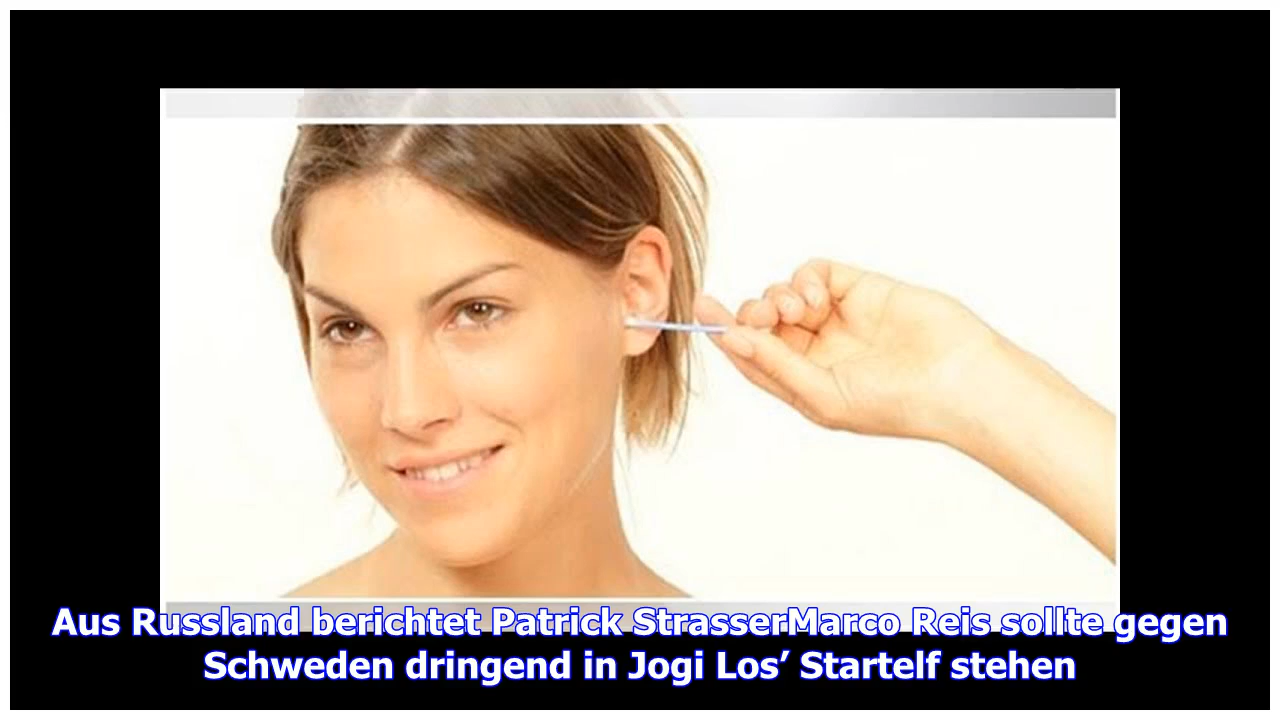 Aus Russland berichtet Patrick StrasserMarco Reis sollte gegen
Schweden dringend in Jogi Los’ Startelf stehen